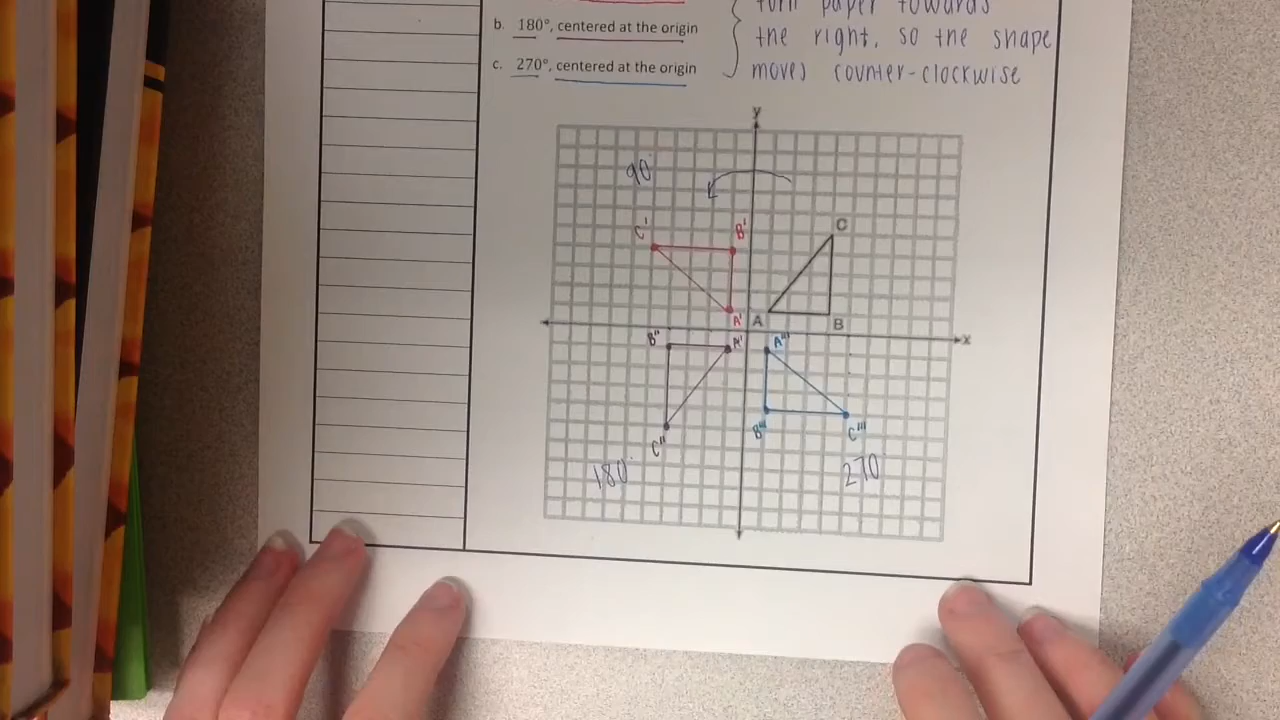 turn paper towards
b. 180°, centered at the origin
the right, so the shape
c. 270°, centered at the origin
moves counter-clockwise
y
90°
C' B' C
A' A B
x
B" A' A'''
B''' C'''
C"
180° 270